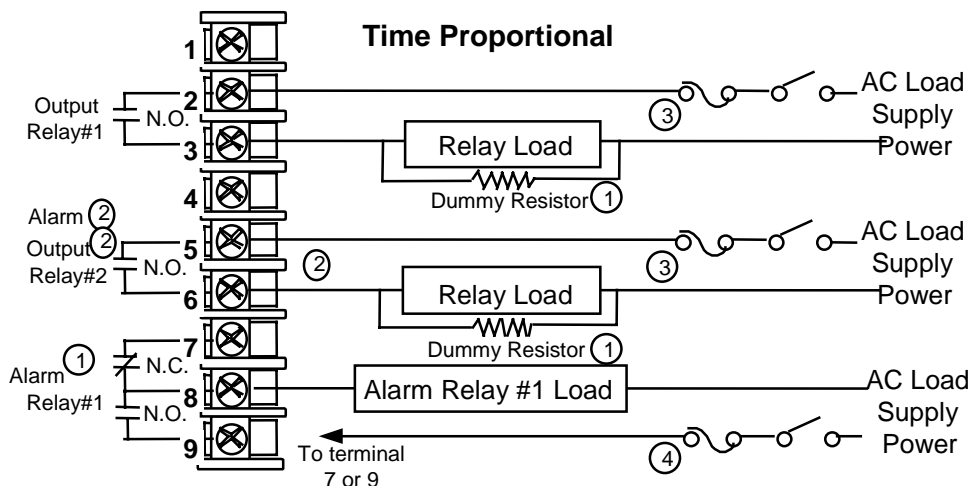 Time Proportional
1
2
3
4
5
6
7
8
9
Output
Relay#1
N.O.
3
AC Load
Supply
Power
Relay Load
Dummy Resistor 1
Alarm 2
Output 2
Relay#2
N.O.
2
3
AC Load
Supply
Power
Relay Load
Dummy Resistor 1
Alarm 1
Relay#1
N.C.
N.O.
Alarm Relay #1 Load
AC Load
Supply
Power
To terminal
7 or 9
4